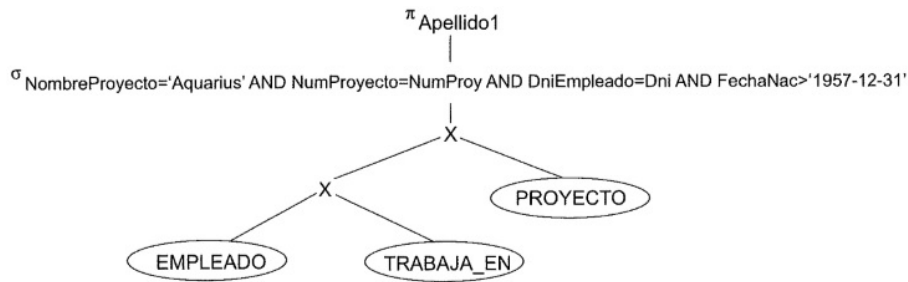 π Apellido1
σ NombreProyecto='Aquarius' AND NumProyecto=NumProy AND DniEmpleado=Dni AND FechaNac>'1957-12-31'
X
X
PROYECTO
EMPLEADO TRABAJA_EN